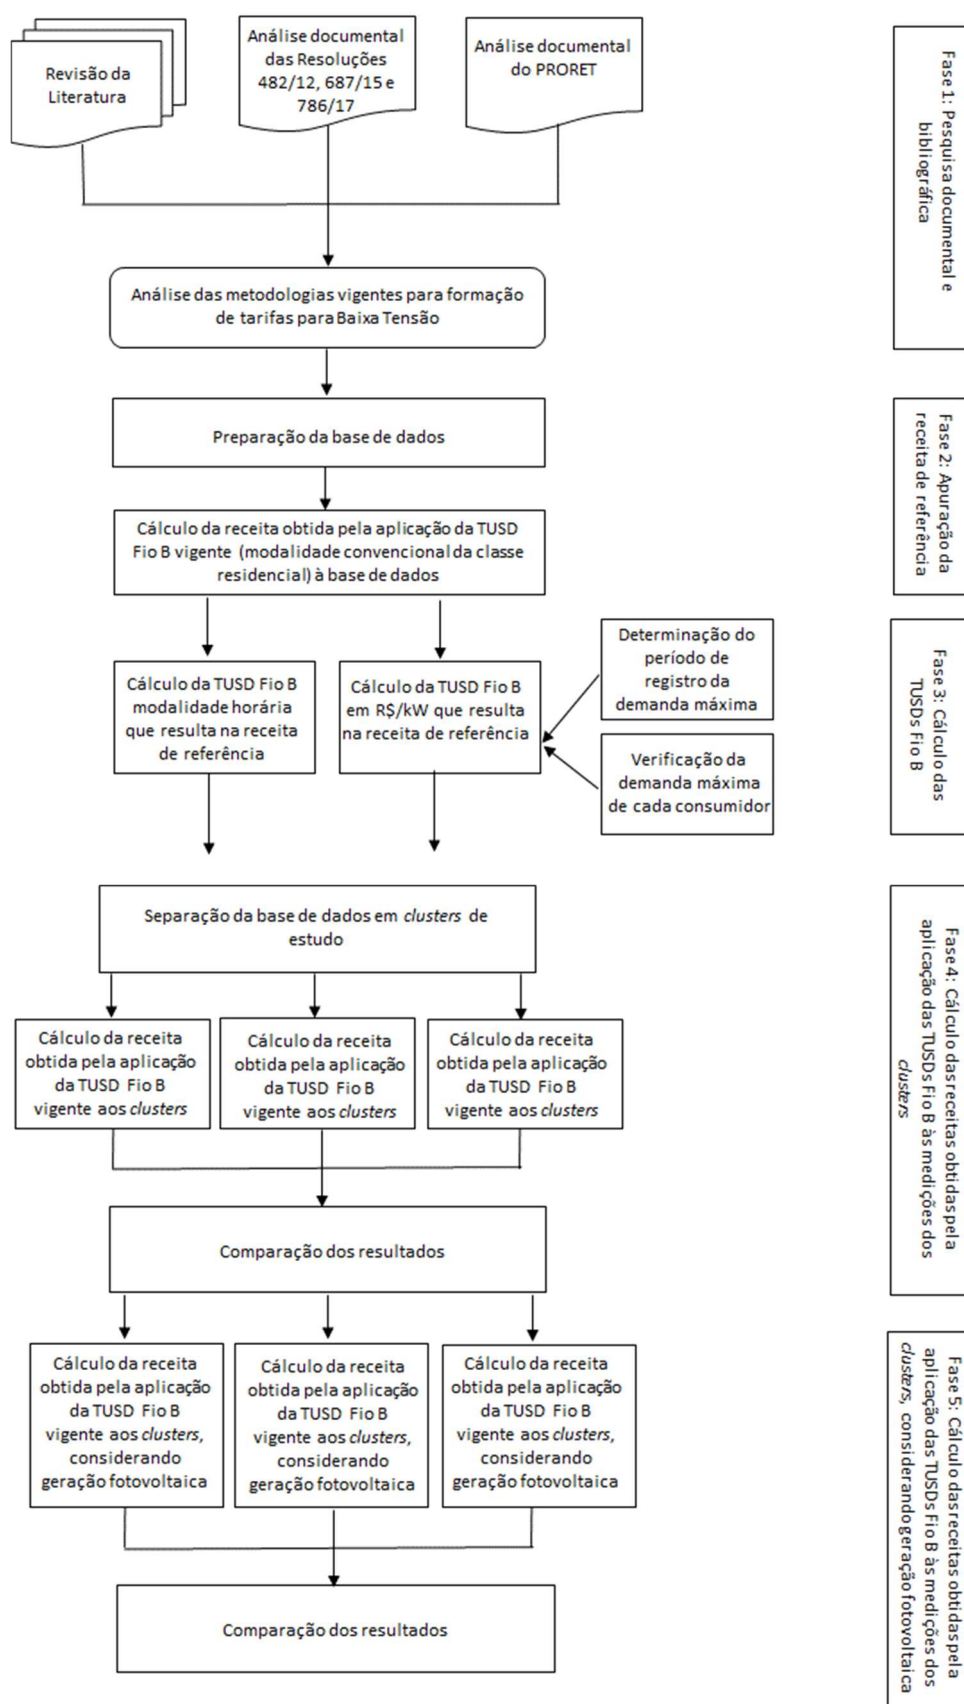 Revisão da
Literatura
Análise documental
das Resoluções
482/12, 687/15 e
786/17
Análise documental
do PRORET
Fase 1: Pesquisa documental e
bibliográfica
Análise das metodologias vigentes para formação
de tarifas para Baixa Tensão
Preparação da base de dados
Fase 2: Apuração da
receita de referência
Cálculo da receita obtida pela aplicação da TUSD
Fio B vigente (modalidade convencional da classe
residencial) à base de dados
Cálculo da TUSD Fio B
modalidade horária
que resulta na receita
de referência
Cálculo da TUSD Fio B
em R$/kW que resulta
na receita de referência
Determinação do
período de
registro da
demanda máxima
Verificação da
demanda máxima
de cada consumidor
Fase 3: Cálculo das
TUSDs Fio B
Separação da base de dados em clusters de
estudo
Cálculo da receita
obtida pela aplicação
da TUSD Fio B
vigente aos clusters
Cálculo da receita
obtida pela aplicação
da TUSD Fio B
vigente aos clusters
Cálculo da receita
obtida pela aplicação
da TUSD Fio B
vigente aos clusters
Comparação dos resultados
Fase 4: Cálculo das receitas obtidas pela
aplicação das TUSDs Fio B às medições dos
clusters
Cálculo da receita
obtida pela aplicação
da TUSD Fio B
vigente aos clusters,
considerando
geração fotovoltaica
Cálculo da receita
obtida pela aplicação
da TUSD Fio B
vigente aos clusters,
considerando
geração fotovoltaica
Cálculo da receita
obtida pela aplicação
da TUSD Fio B
vigente aos clusters,
considerando
geração fotovoltaica
Comparação dos resultados
Fase 5: Cálculo das receitas obtidas pela
aplicação das TUSDs Fio B às medições dos
clusters, considerando geração fotovoltaica